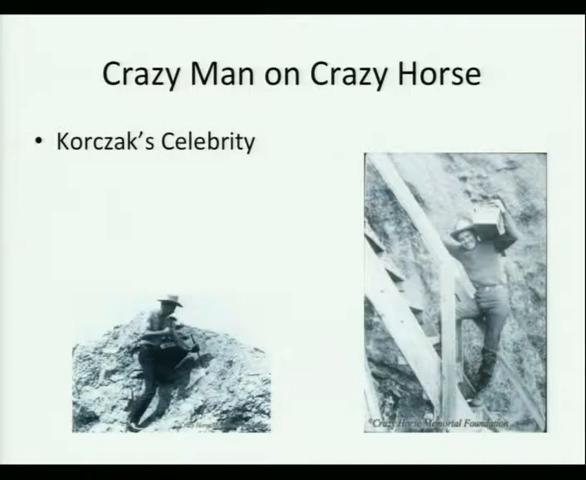 Crazy Man on Crazy Horse
• Korczak's Celebrity
©Crazy Horse Memorial Foundation